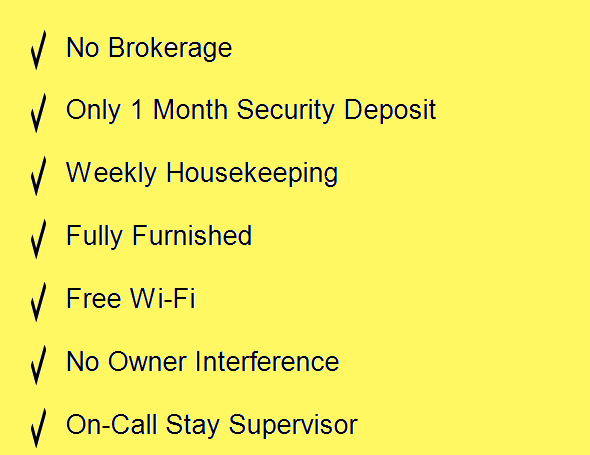 √ No Brokerage
√ Only 1 Month Security Deposit
√ Weekly Housekeeping
√ Fully Furnished
√ Free Wi-Fi
√ No Owner Interference
√ On-Call Stay Supervisor